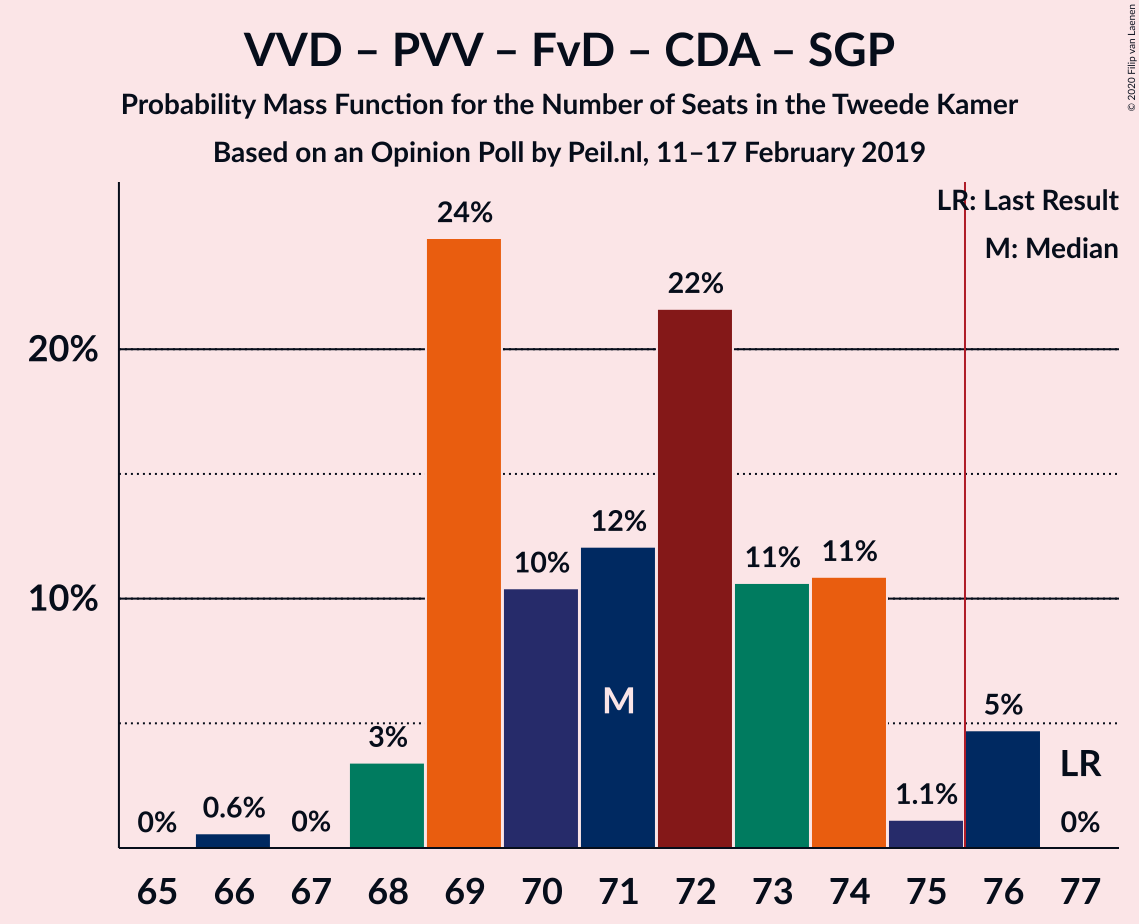 VVD – PVV – FvD – CDA – SGP
Probability Mass Function for the Number of Seats in the Tweede Kamer
Based on an Opinion Poll by Peil.nl, 11–17 February 2019
© 2020 Filip van Laenen
LR: Last Result
M: Median
20%
10%
0%
0.6%
0%
3%
24%
10%
12%
22%
11%
11%
1.1%
5%
0%
M
LR
65 66 67 68 69 70 71 72 73 74 75 76 77